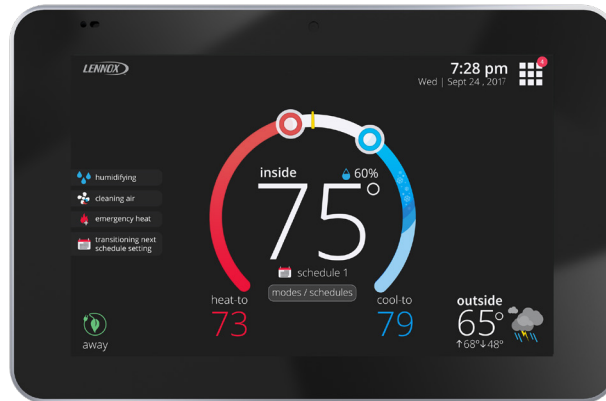 LENNOX
7:28 pm
4
Wed | Sept 24 , 2017
humidifying
cleaning air
emergency heat
transitioning next
schedule setting
inside
60%
75°
schedule 1
modes / schedules
heat-to
73
cool-to
79
outside
65°
↑68°↓48°
away